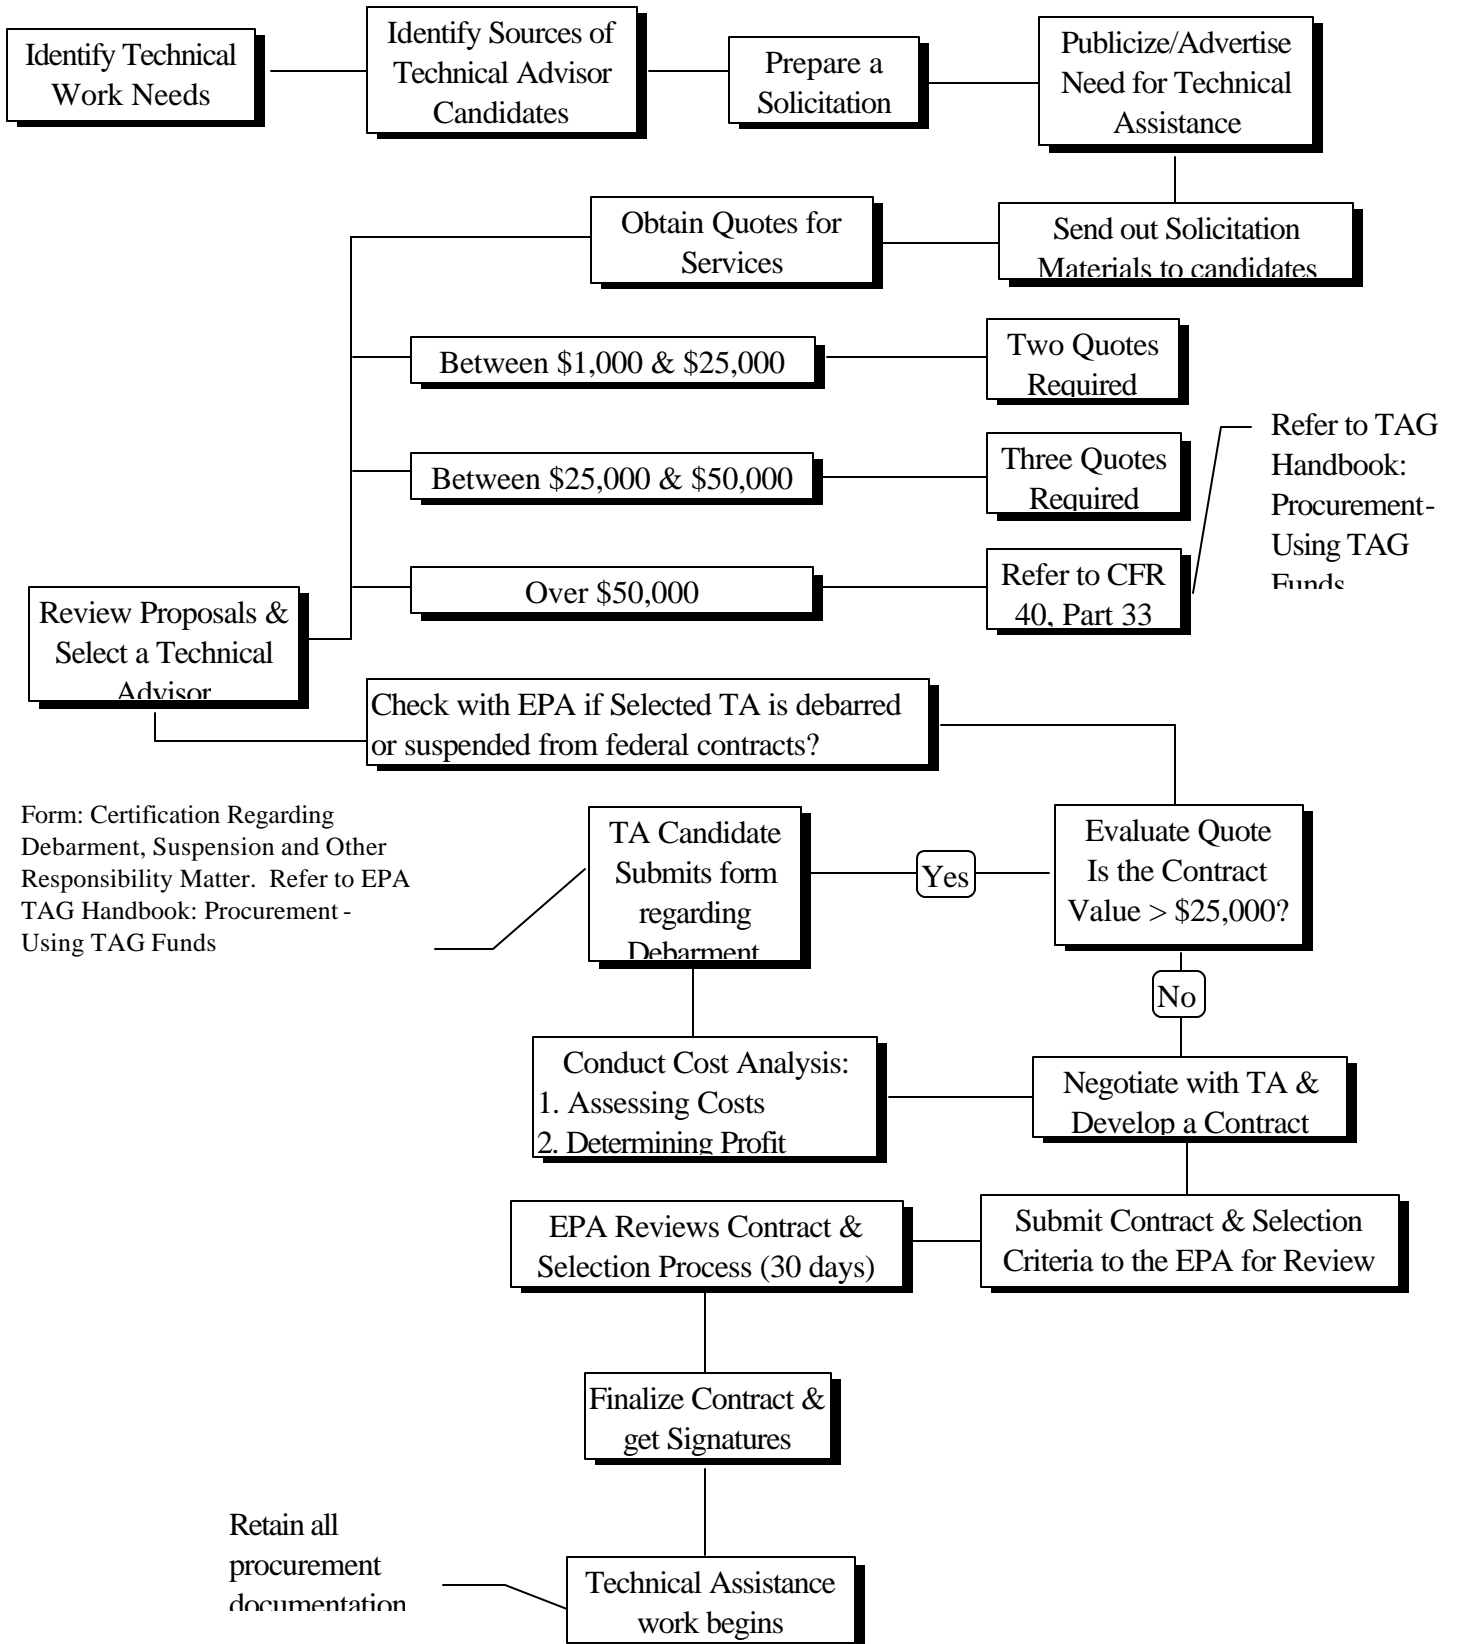 Identify Technical
Work Needs
Identify Sources of
Technical Advisor
Candidates
Prepare a
Solicitation
Publicize/Advertise
Need for Technical
Assistance
Send out Solicitation
Materials to candidates
Obtain Quotes for
Services
Between $1,000 & $25,000
Two Quotes
Required
Between $25,000 & $50,000
Three Quotes
Required
Over $50,000
Refer to CFR
40, Part 33
Refer to TAG
Handbook:
Procurement-
Using TAG
Funds
Review Proposals &
Select a Technical
Advisor
Check with EPA if Selected TA is debarred
or suspended from federal contracts?
Evaluate Quote
Is the Contract
Value > $25,000?
Yes
TA Candidate
Submits form
regarding
Debarment
Form: Certification Regarding
Debarment, Suspension and Other
Responsibility Matter.  Refer to EPA
TAG Handbook: Procurement -
Using TAG Funds
No
Conduct Cost Analysis:
1. Assessing Costs
2. Determining Profit
Negotiate with TA &
Develop a Contract
Submit Contract & Selection
Criteria to the EPA for Review
EPA Reviews Contract &
Selection Process (30 days)
Finalize Contract &
get Signatures
Retain all
procurement
documentation
Technical Assistance
work begins